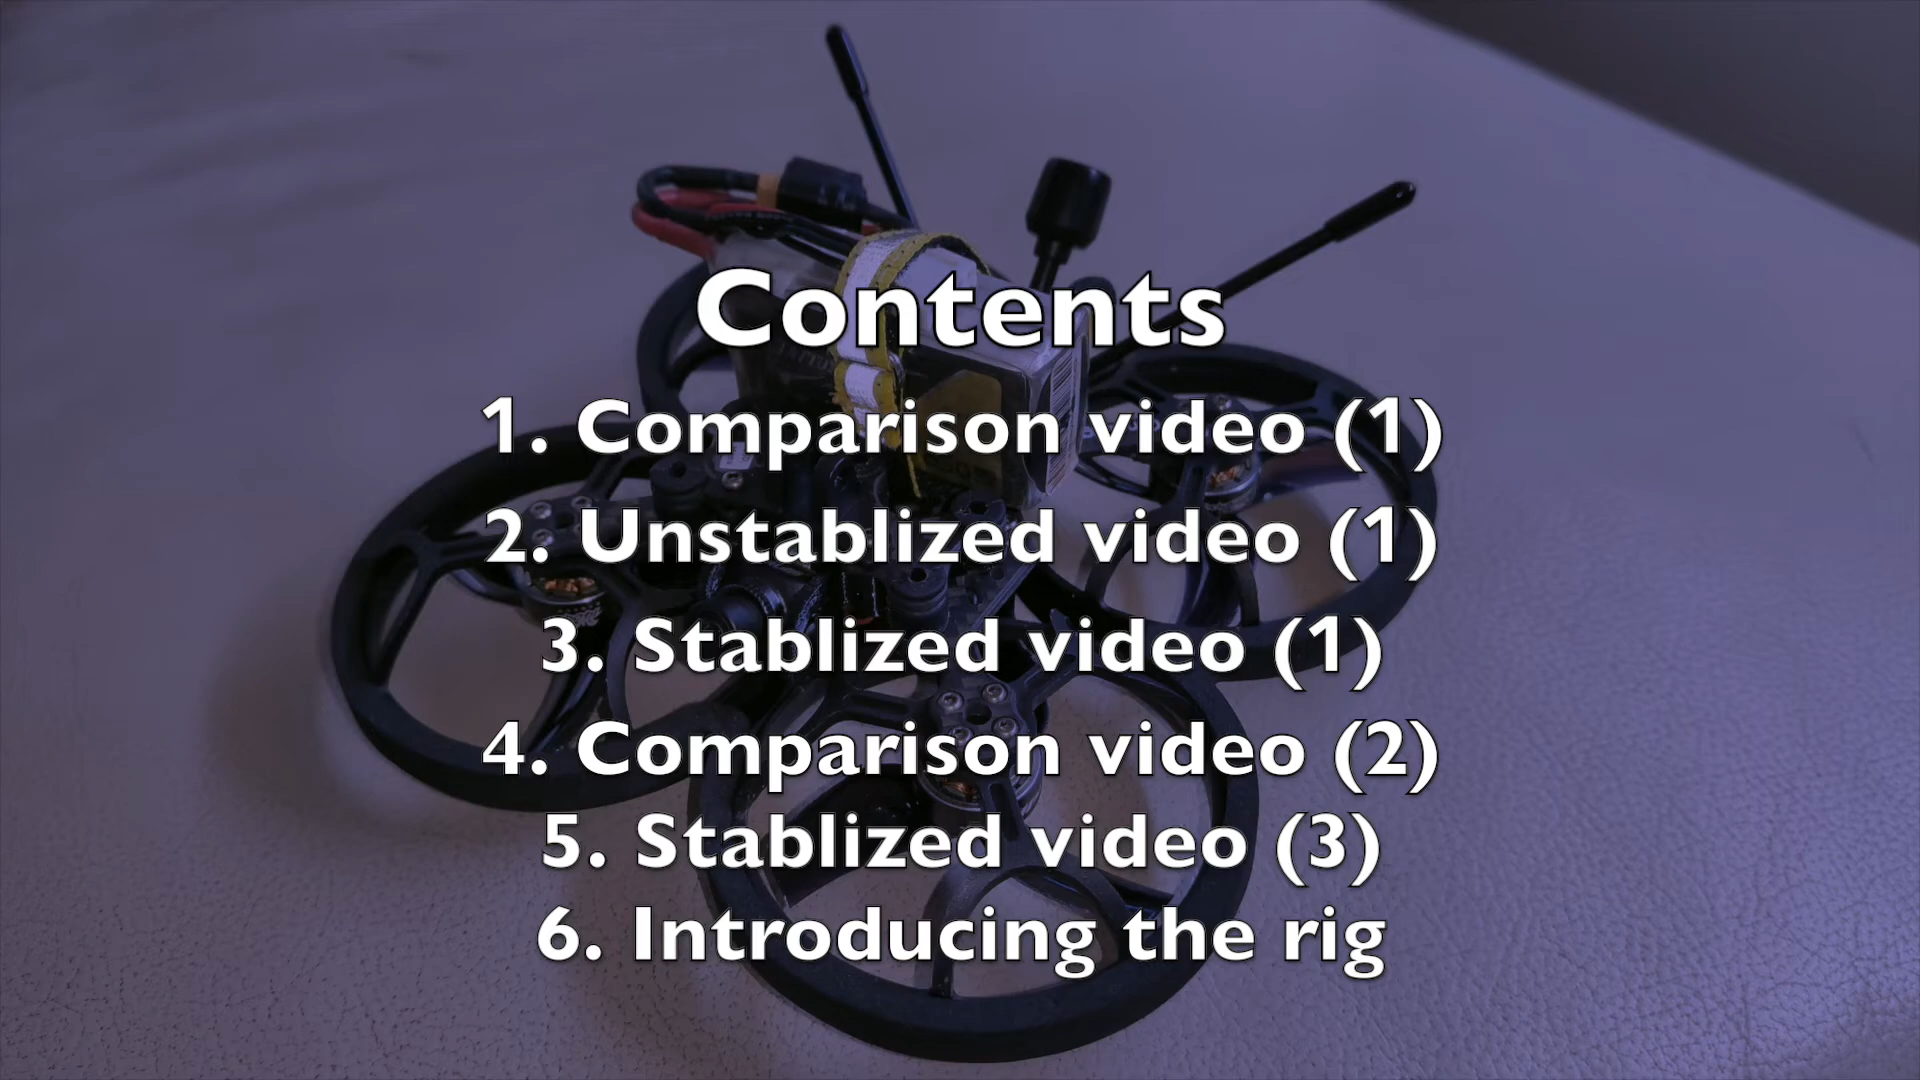 Contents
1. Comparison video (1)
2. Unstablized video (1)
3. Stablized video (1)
4. Comparison video (2)
5. Stablized video (3)
6. Introducing the rig